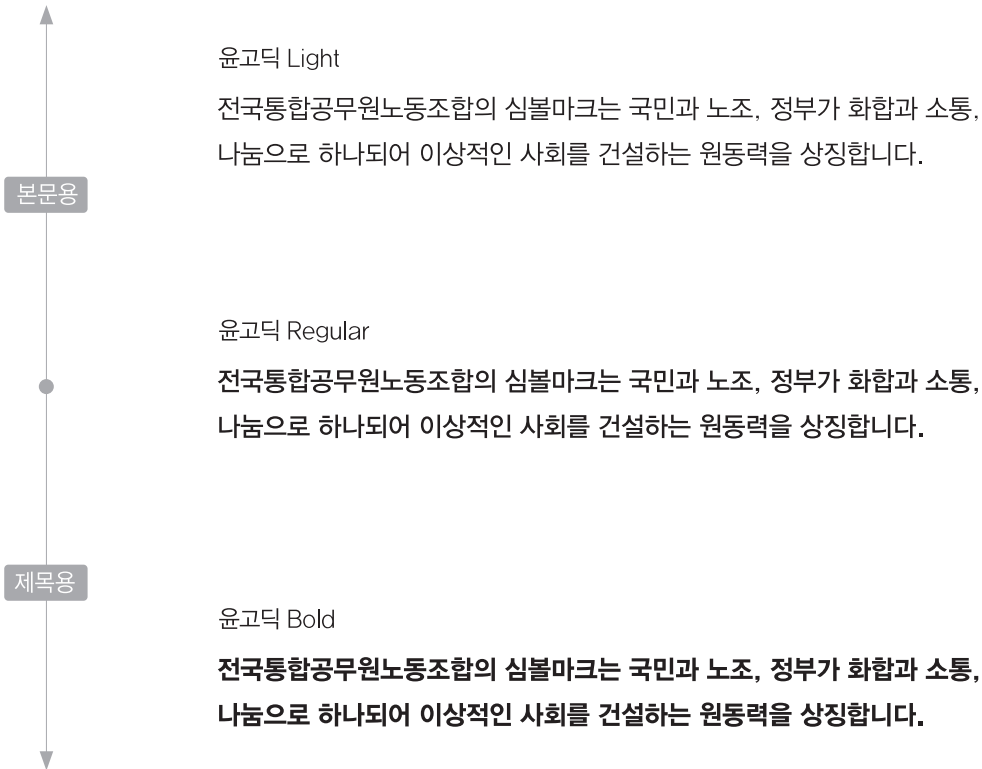 윤고딕 Light
전국통합공무원노동조합의 심볼마크는 국민과 노조, 정부가 화합과 소통,
나눔으로 하나되어 이상적인 사회를 건설하는 원동력을 상징합니다.
본문용
윤고딕 Regular
전국통합공무원노동조합의 심볼마크는 국민과 노조, 정부가 화합과 소통,
나눔으로 하나되어 이상적인 사회를 건설하는 원동력을 상징합니다.
제목용
윤고딕 Bold
전국통합공무원노동조합의 심볼마크는 국민과 노조, 정부가 화합과 소통,
나눔으로 하나되어 이상적인 사회를 건설하는 원동력을 상징합니다.